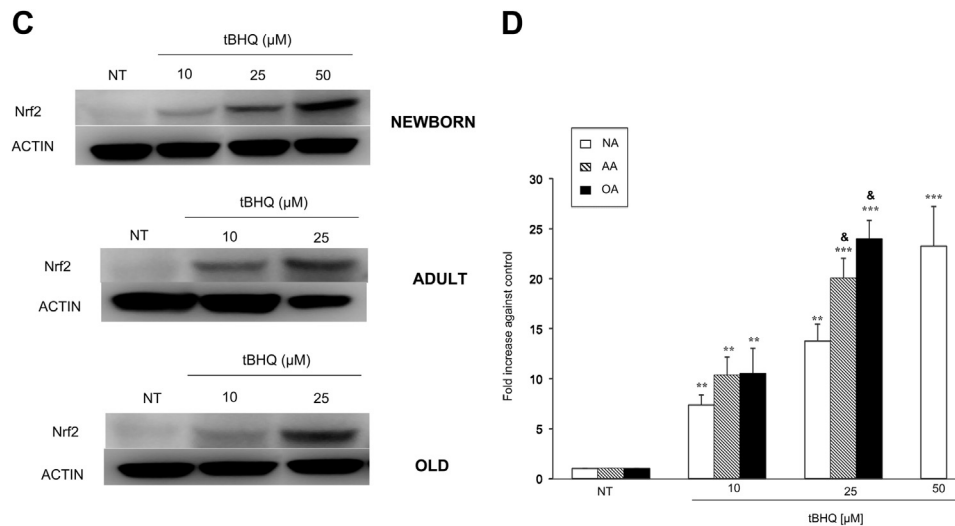 C
tBHQ (µM)
NT 10 25 50
Nrf2
NEWBORN
ACTIN
tBHQ (µM)
NT 10 25
Nrf2
ADULT
ACTIN
tBHQ (µM)
NT 10 25
Nrf2
OLD
ACTIN
D
NA
AA
OA
Fold increase against control
30
25
20
15
10
5
0
** ** **
** & *** & ***
***
NT 10 25 50
tBHQ [µM]